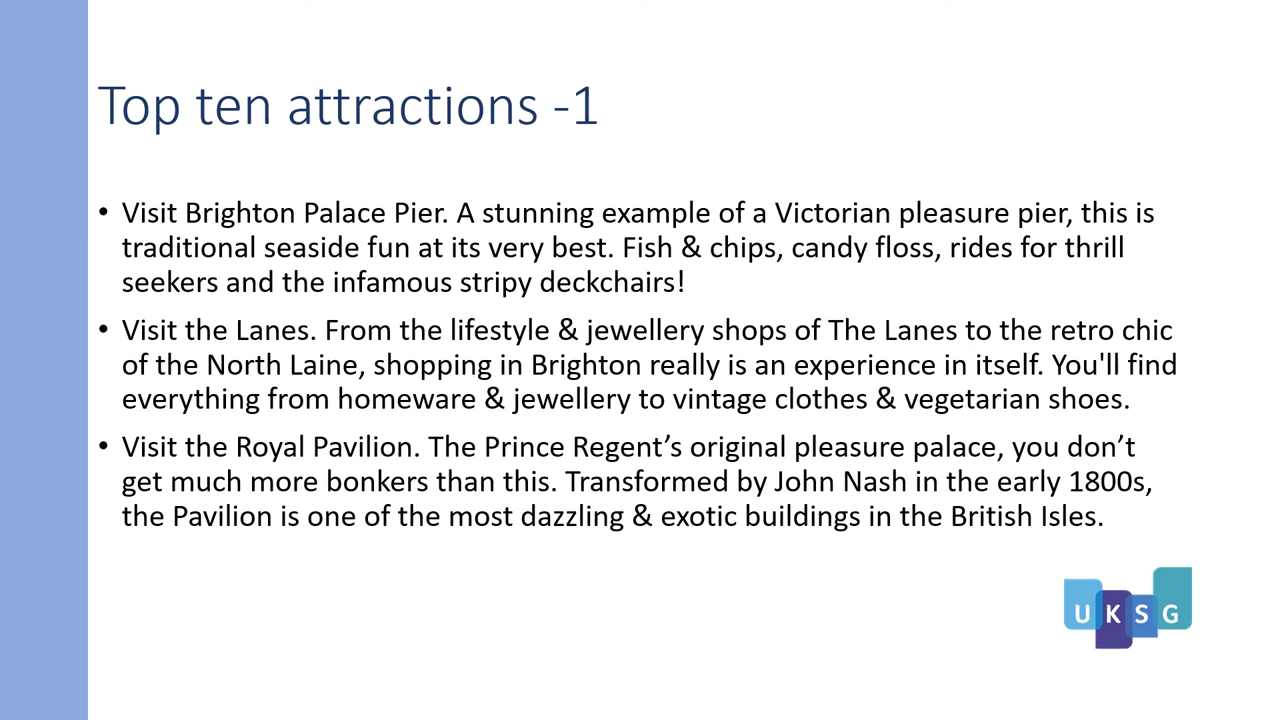 Top ten attractions -1
• Visit Brighton Palace Pier. A stunning example of a Victorian pleasure pier, this is
traditional seaside fun at its very best. Fish & chips, candy floss, rides for thrill
seekers and the infamous stripy deckchairs!
• Visit the Lanes. From the lifestyle & jewellery shops of The Lanes to the retro chic
of the North Laine, shopping in Brighton really is an experience in itself. You'll find
everything from homeware & jewellery to vintage clothes & vegetarian shoes.
• Visit the Royal Pavilion. The Prince Regent’s original pleasure palace, you don’t
get much more bonkers than this. Transformed by John Nash in the early 1800s,
the Pavilion is one of the most dazzling & exotic buildings in the British Isles.
UKSG